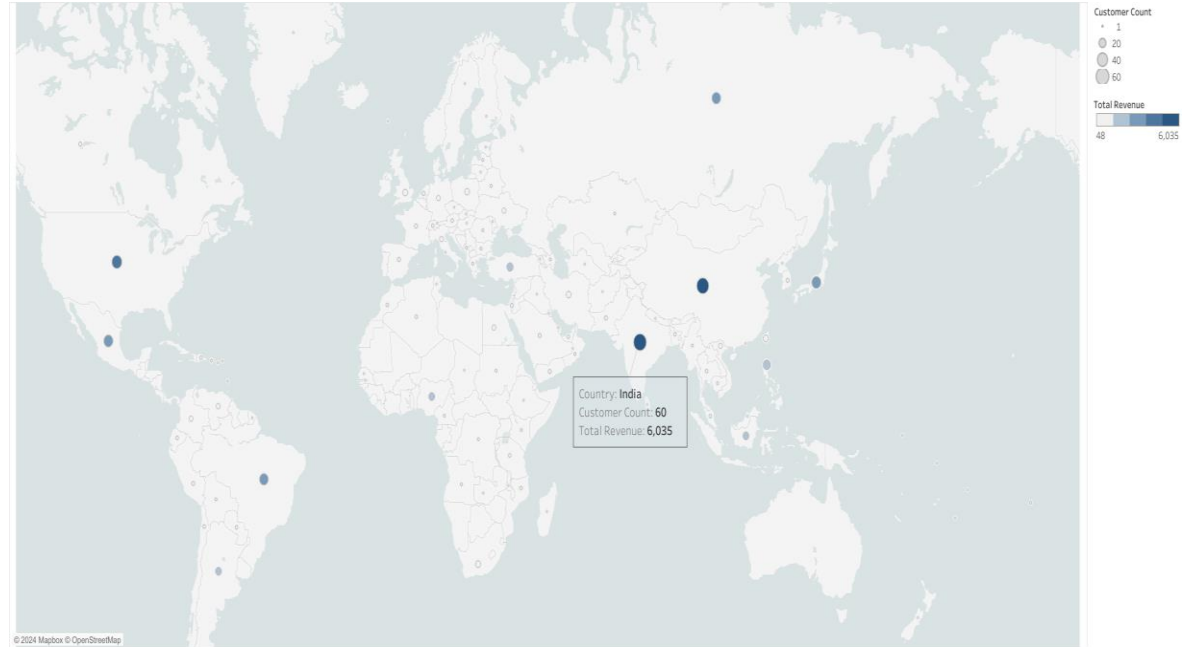 Customer Count
1
20
40
60
Total Revenue
48 6,035
Country: India
Customer Count: 60
Total Revenue: 6,035
© 2024 Mapbox © OpenStreetMap